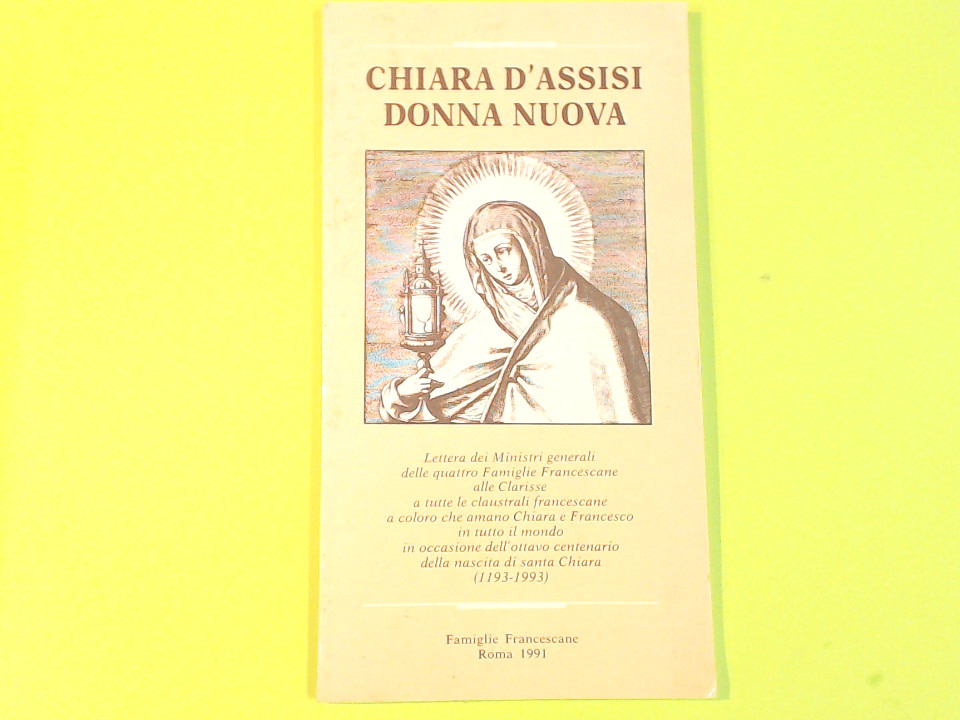 CHIARA D'ASSISI
DONNA NUOVA
Lettera dei Ministri generali
delle quattro Famiglie Francescane
alle Clarisse
a tutte le claustrali francescane
a coloro che amano Chiara e Francesco
in tutto il mondo
in occasione dell'ottavo centenario
della nascita di santa Chiara
(1193-1993)
Famiglie Francescane
Roma 1991